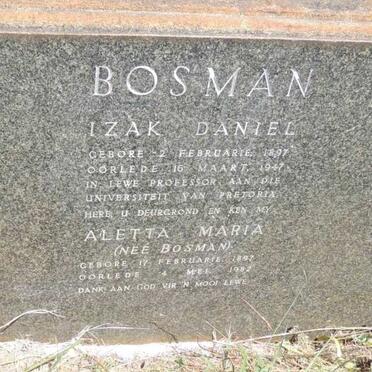 BOSMAN
IZAK DANIEL
GEBORE 2 FEBRUARIE, 1897
OORLEDE 16 MAART, 1947
IN LEWE PROFESSOR AAN DIE
UNIVERSITEIT VAN PRETORIA.
HERE, U DEURGROND EN KEN MY
ALETTA MARIA
(NÉE BOSMAN)
GEBORE 17 FEBRUARIE 1897
OORLEDE 4 MEI 1982
DANK AAN GOD VIR 'N MOOI LEWE